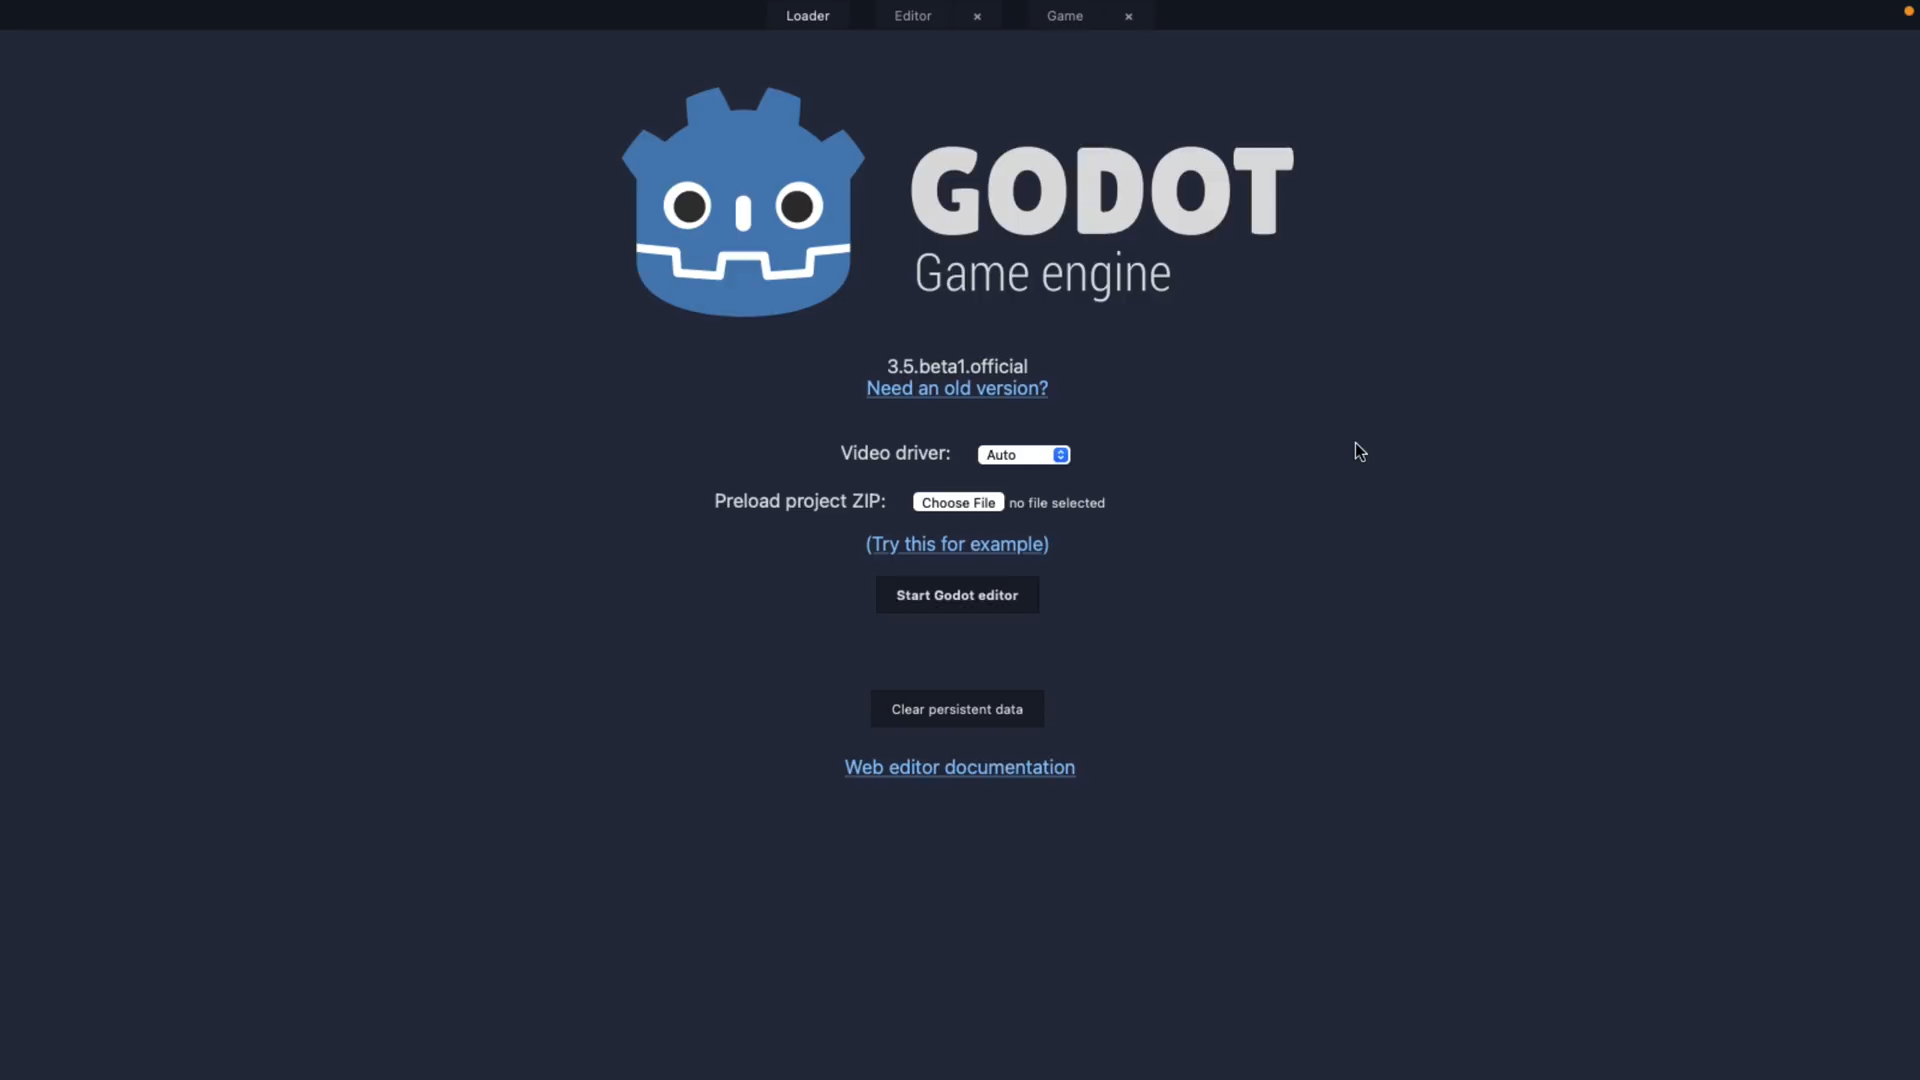 Loader Editor × Game ×
GODOT
Game engine
3.5.beta1.official
Need an old version?
Video driver: Auto
Preload project ZIP: Choose File no file selected
(Try this for example)
Start Godot editor
Clear persistent data
Web editor documentation